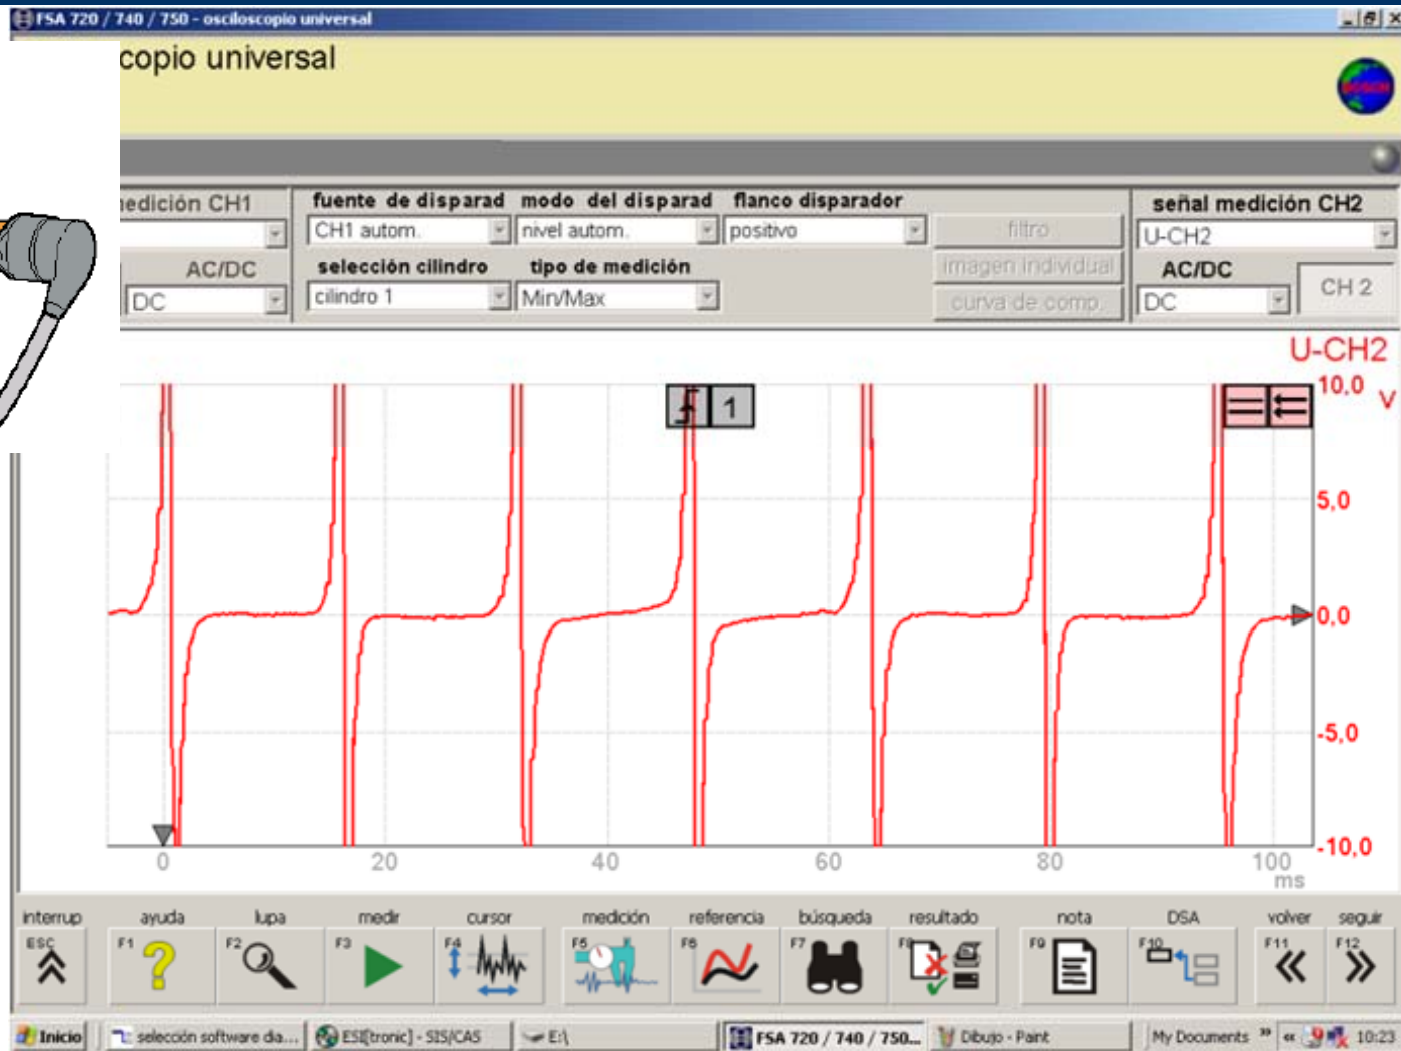 FSA 720 / 740 / 750 - osciloscopio universal
copio universal
BOSCH
nedición CH1
fuente de disparad modo del disparad flanco disparador
señal medición CH2
CH1 autom. nivel autom. positivo filtro
U-CH2
AC/DC selección cilindro tipo de medición imagen individual AC/DC
DC cilindro 1 Min/Max curva de comp. DC CH 2
U-CH2
10,0
V
1
5,0
0,0
-5,0
-10,0
0 20 40 60 80 100
ms
interrup ayuda lupa medir cursor medición referencia búsqueda resultado nota DSA volver seguir
ESC F1 F2 F3 F4 F5 F6 F7 F8 F9 F10 F11 F12
Inicio selección software dia... ESI[tronic] - SIS/CAS E:\ FSA 720 / 740 / 750... Dibujo - Paint My Documents » « 10:23